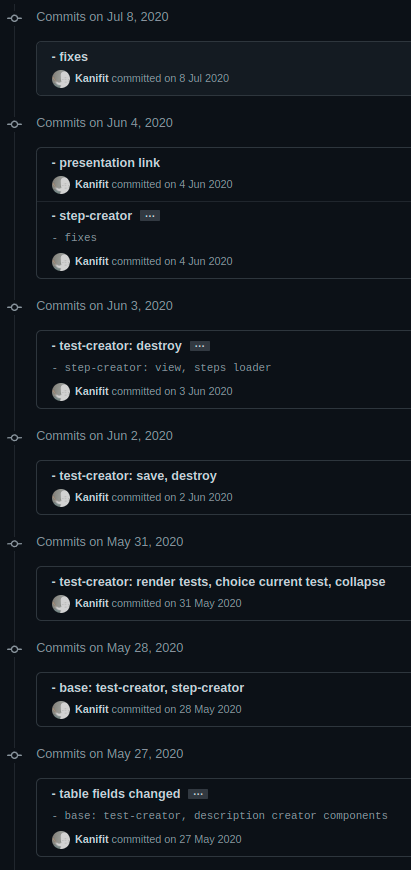 Commits on Jul 8, 2020
- fixes
Kanifit committed on 8 Jul 2020
Commits on Jun 4, 2020
- presentation link
Kanifit committed on 4 Jun 2020
- step-creator ...
- fixes
Kanifit committed on 4 Jun 2020
Commits on Jun 3, 2020
- test-creator: destroy ...
- step-creator: view, steps loader
Kanifit committed on 3 Jun 2020
Commits on Jun 2, 2020
- test-creator: save, destroy
Kanifit committed on 2 Jun 2020
Commits on May 31, 2020
- test-creator: render tests, choice current test, collapse
Kanifit committed on 31 May 2020
Commits on May 28, 2020
- base: test-creator, step-creator
Kanifit committed on 28 May 2020
Commits on May 27, 2020
- table fields changed ...
- base: test-creator, description creator components
Kanifit committed on 27 May 2020